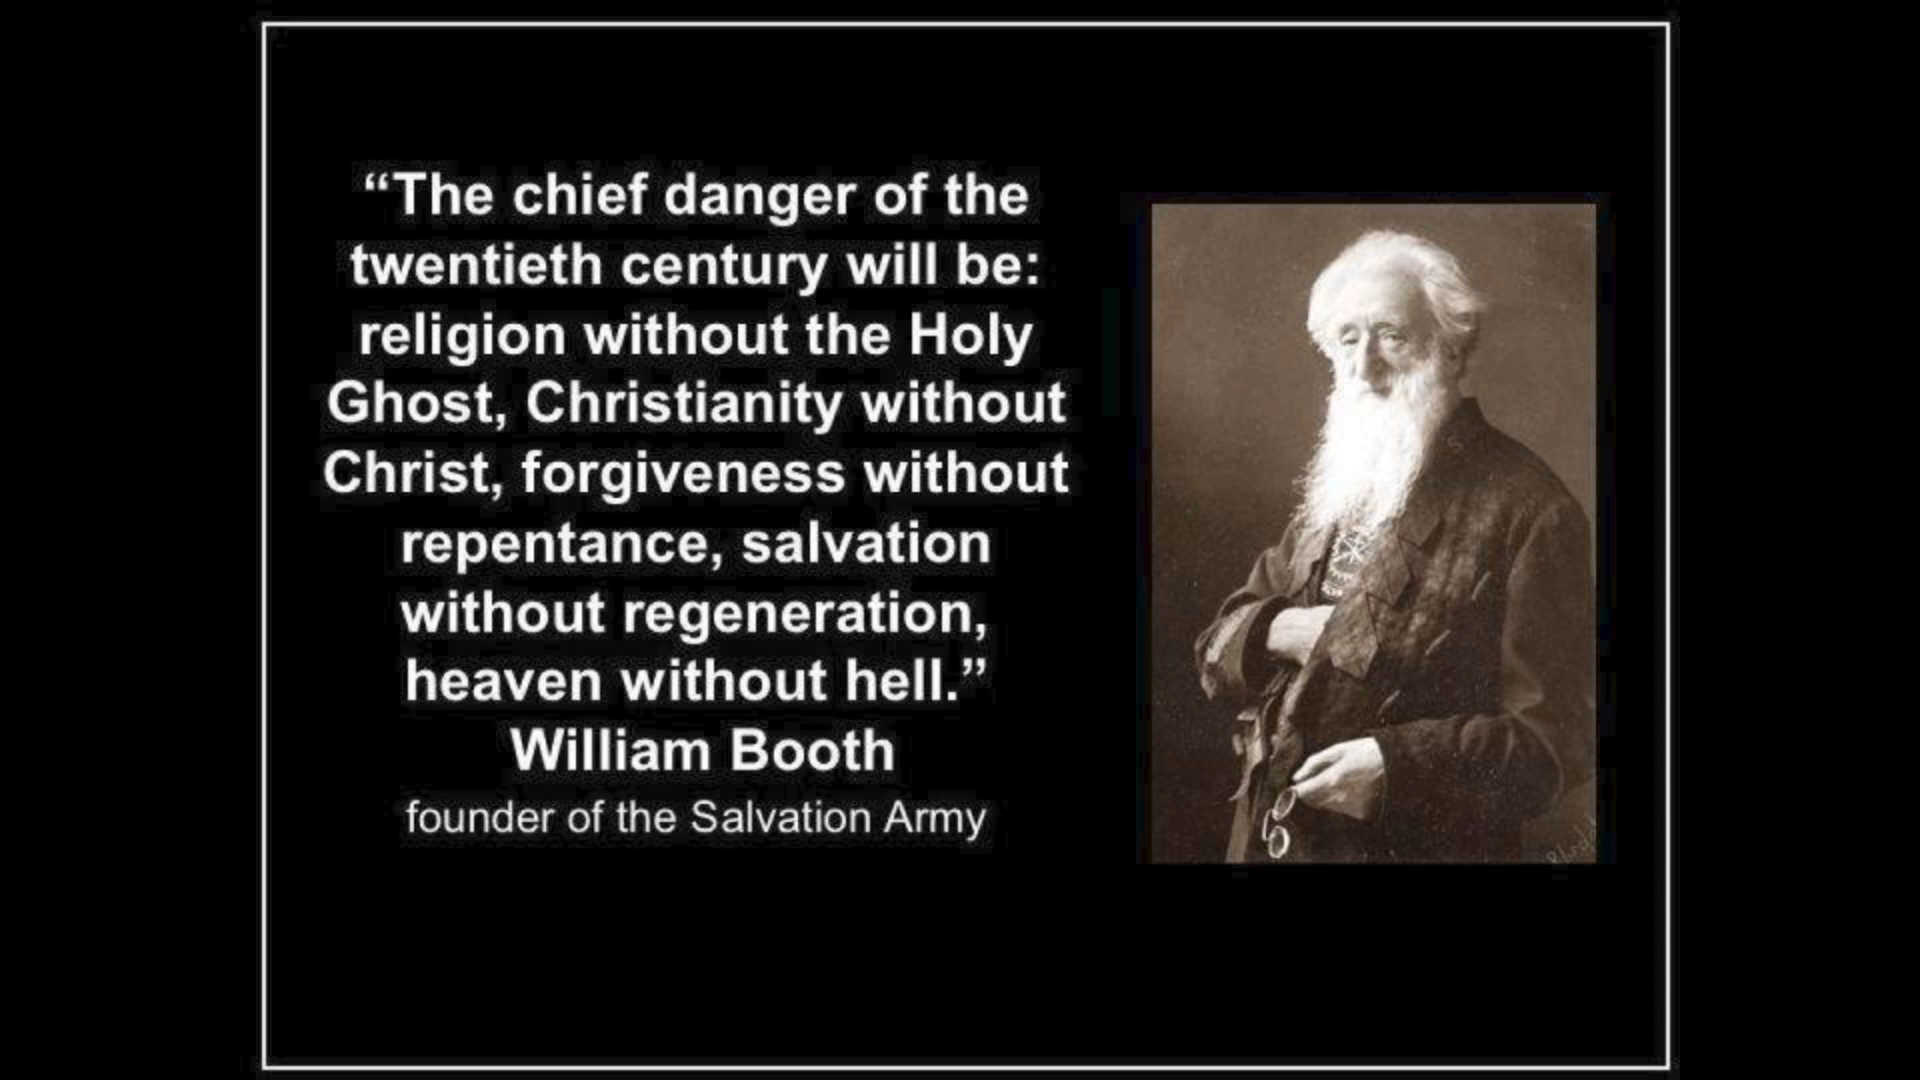 “The chief danger of the
twentieth century will be:
religion without the Holy
Ghost, Christianity without
Christ, forgiveness without
repentance, salvation
without regeneration,
heaven without hell.”
William Booth
founder of the Salvation Army